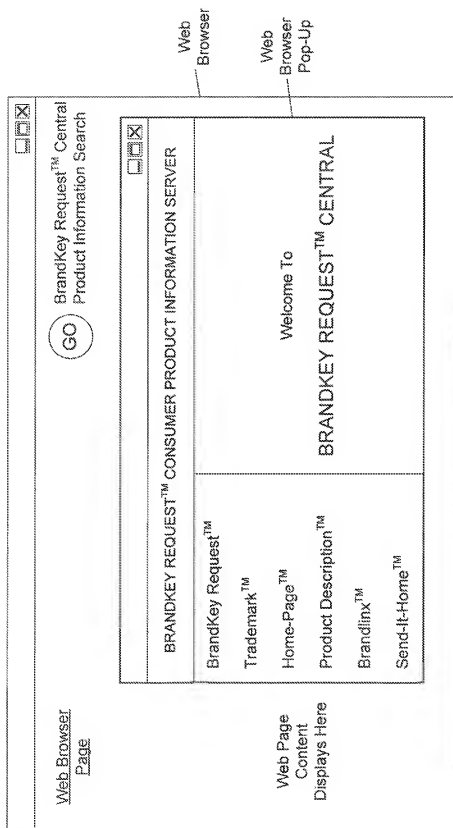 Web Browser
Page
GO
BrandKey Request™ Central
Product Information Search
Web
Browser
Web
Browser
Pop-Up
BRANDKEY REQUEST™ CONSUMER PRODUCT INFORMATION SERVER
BrandKey Request™
Trademark™
Home-Page™
Product Description™
Brandlinx™
Send-It-Home™
Welcome To
BRANDKEY REQUEST™ CENTRAL
Web Page
Content
Displays Here